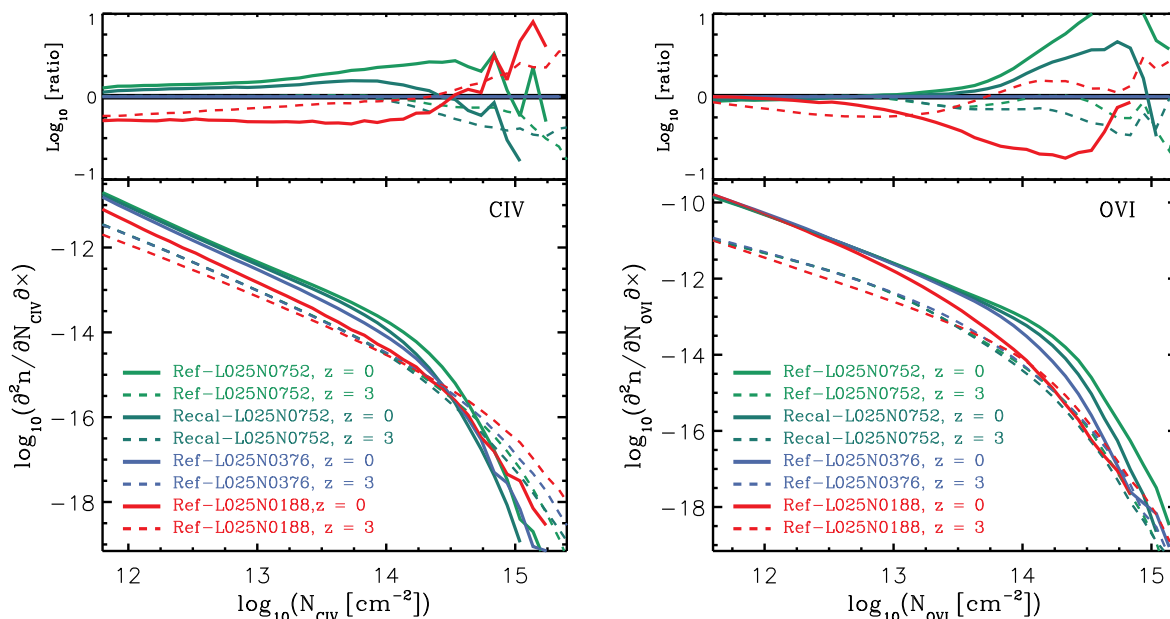 1
0
−1
Log10 [ratio]
CIV
−12
−14
−16
−18
log10(∂²n/∂N_CIV ∂×)
Ref−L025N0752, z = 0
Ref−L025N0752, z = 3
Recal−L025N0752, z = 0
Recal−L025N0752, z = 3
Ref−L025N0376, z = 0
Ref−L025N0376, z = 3
Ref−L025N0188,z = 0
Ref−L025N0188, z = 3
12
13
14
15
log10(N_CIV [cm⁻²])
1
0
−1
Log10 [ratio]
OVI
−10
−12
−14
−16
−18
log10(∂²n/∂N_OVI ∂×)
Ref−L025N0752, z = 0
Ref−L025N0752, z = 3
Recal−L025N0752, z = 0
Recal−L025N0752, z = 3
Ref−L025N0376, z = 0
Ref−L025N0376, z = 3
Ref−L025N0188, z = 0
Ref−L025N0188, z = 3
12
13
14
15
log10(N_OVI [cm⁻²])